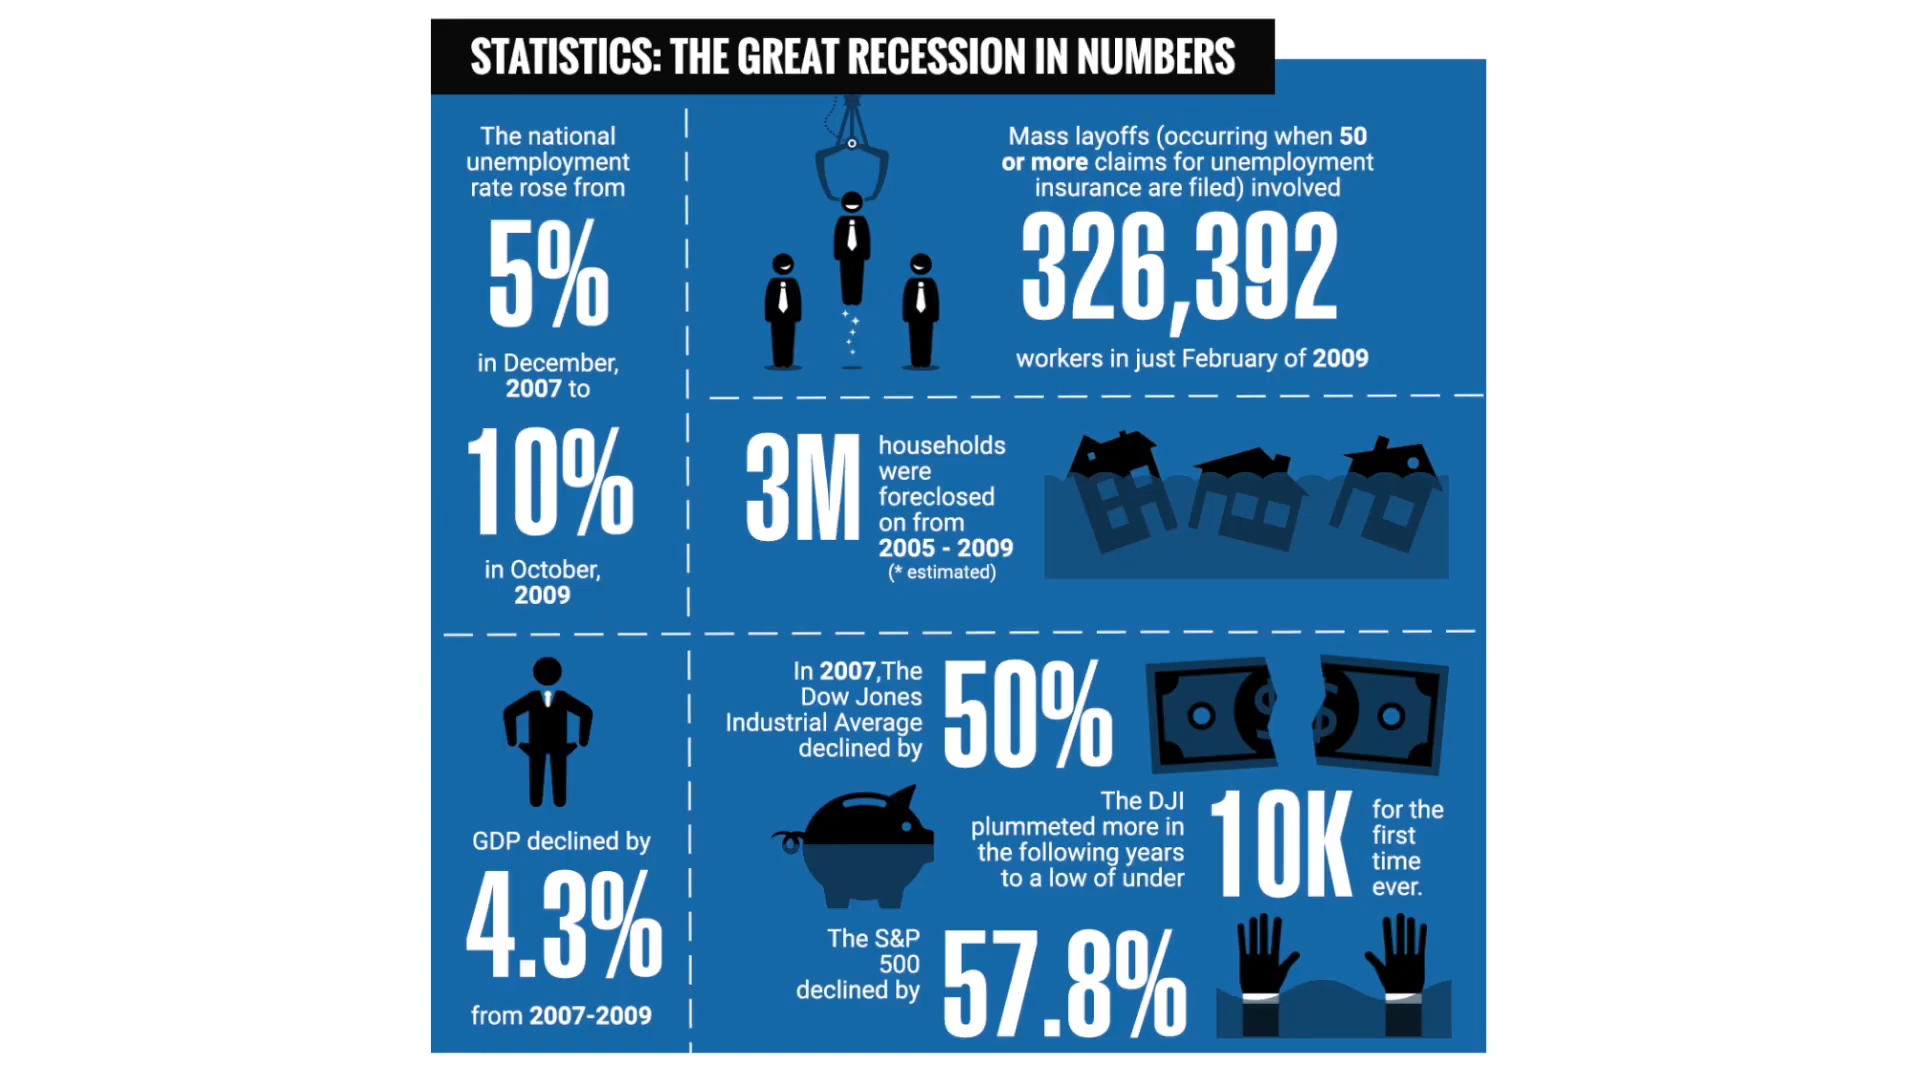 STATISTICS: THE GREAT RECESSION IN NUMBERS
The national
unemployment
rate rose from
5%
in December,
2007 to
10%
in October,
2009
Mass layoffs (occurring when 50
or more claims for unemployment
insurance are filed) involved
326,392
workers in just February of 2009
3M
households
were
foreclosed
on from
2005 - 2009
(* estimated)
GDP declined by
4.3%
from 2007-2009
In 2007,The
Dow Jones
Industrial Average
declined by
50%
$
$
The DJI
plummeted more in
the following years
to a low of under
10K
for the
first
time
ever.
The S&P
500
declined by
57.8%